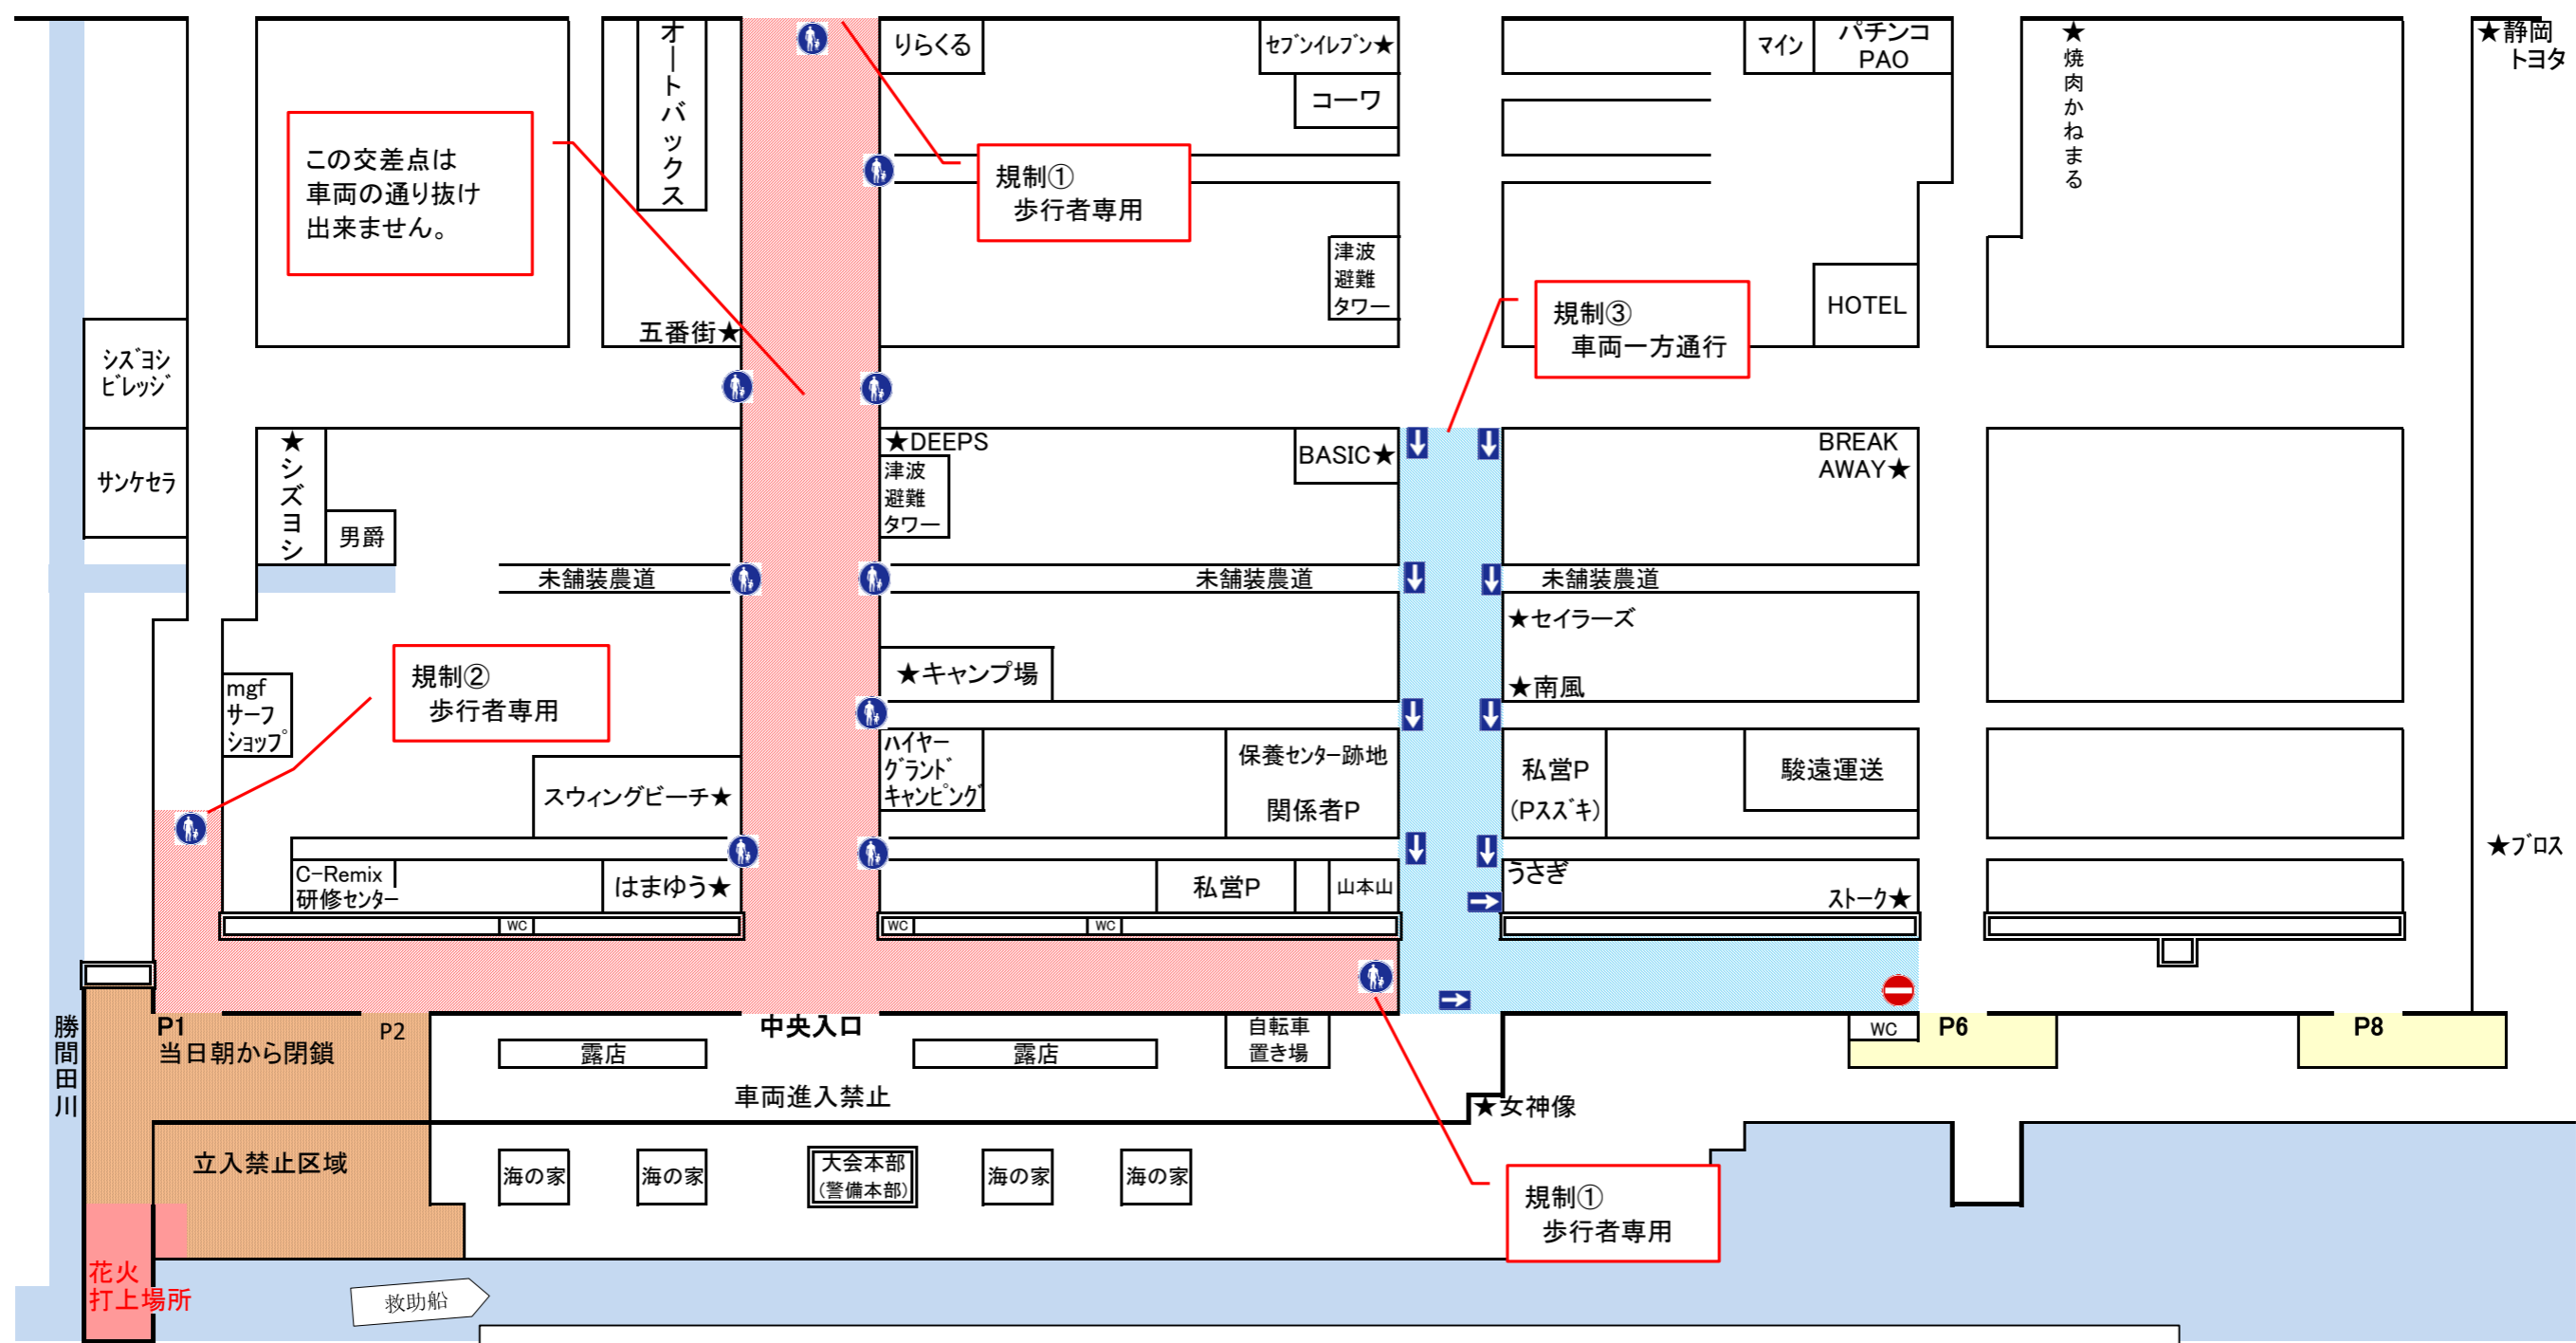 オートバックス
りらくる
セブンイレブン★
コーワ
マイン
パチンコ
PAO
★焼肉かねまる
★静岡
トヨタ
この交差点は
車両の通り抜け
出来ません。
規制①
歩行者専用
津波
避難
タワー
規制③
車両一方通行
HOTEL
五番街★
シズヨシ
ビレッジ
サンケセラ
★シズヨシ
男爵
★DEEPS
津波
避難
タワー
BASIC★
BREAK
AWAY★
未舗装農道
未舗装農道
未舗装農道
★セイラーズ
★南風
規制②
歩行者専用
mgf
サーフ
ショップ
★キャンプ場
ハイヤー
グランド
キャンピング
保養センター跡地
関係者P
私営P
(Pスズキ)
駿遠運送
スウィングビーチ★
C-Remix
研修センター
はまゆう★
私営P
山本山
うさぎ
ストーク★
★ブロス
WC
WC
WC
勝間田川
P1
当日朝から閉鎖
P2
中央入口
露店
露店
自転車
置き場
WC
P6
P8
車両進入禁止
★女神像
立入禁止区域
海の家
海の家
大会本部
(警備本部)
海の家
海の家
規制①
歩行者専用
花火
打上場所
救助船